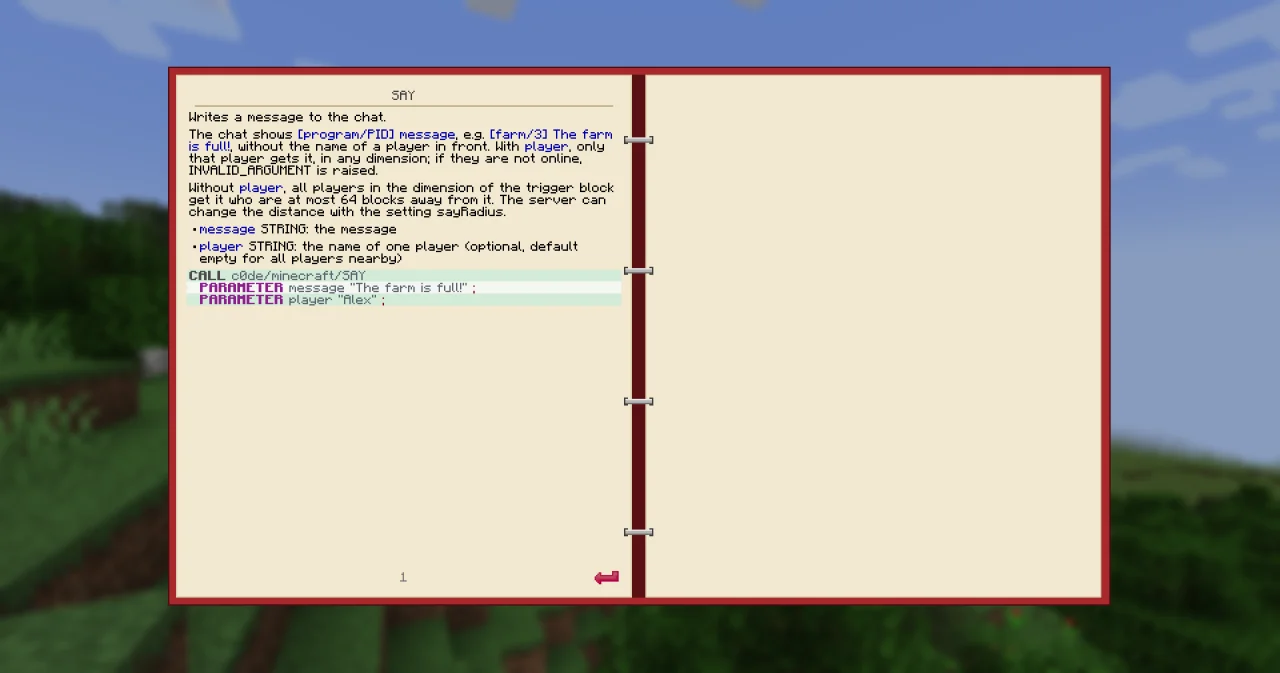 SAY
Writes a message to the chat.
The chat shows [program/PID] message, e.g. [farm/3] The farm
is full!, without the name of a player in front. With player, only
that player gets it, in any dimension; if they are not online,
INVALID_ARGUMENT is raised.
Without player, all players in the dimension of the trigger block
get it who are at most 64 blocks away from it. The server can
change the distance with the setting sayRadius.
•message STRING: the message
•player STRING: the name of one player (optional, default
empty for all players nearby)
CALL c0de/minecraft/SAY
PARAMETER message "The farm is full!" ;
PARAMETER player "Alex" ;
1